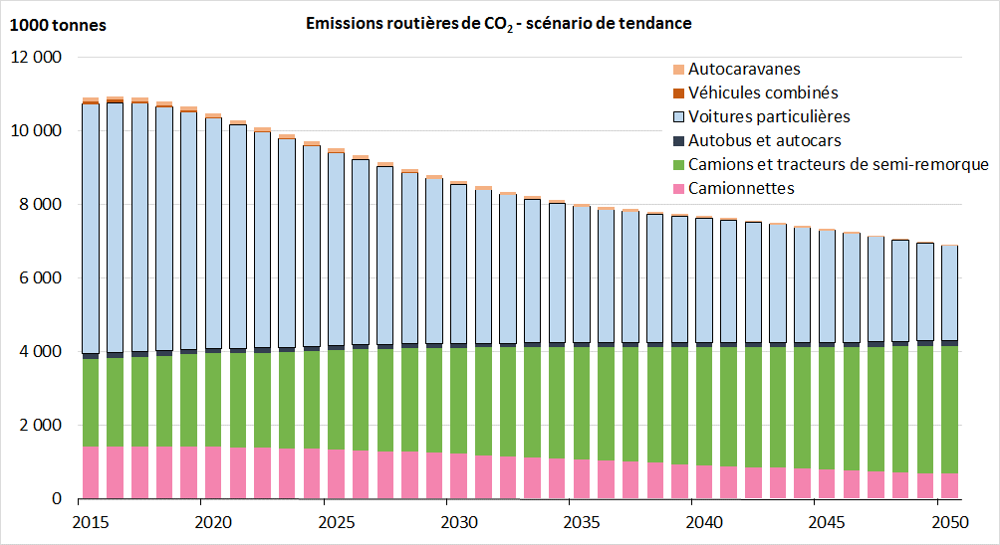 1000 tonnes
Emissions routières de CO2 - scénario de tendance
12 000
10 000
8 000
6 000
4 000
2 000
0
Autocaravanes
Véhicules combinés
Voitures particulières
Autobus et autocars
Camions et tracteurs de semi-remorque
Camionnettes
2015 2020 2025 2030 2035 2040 2045 2050